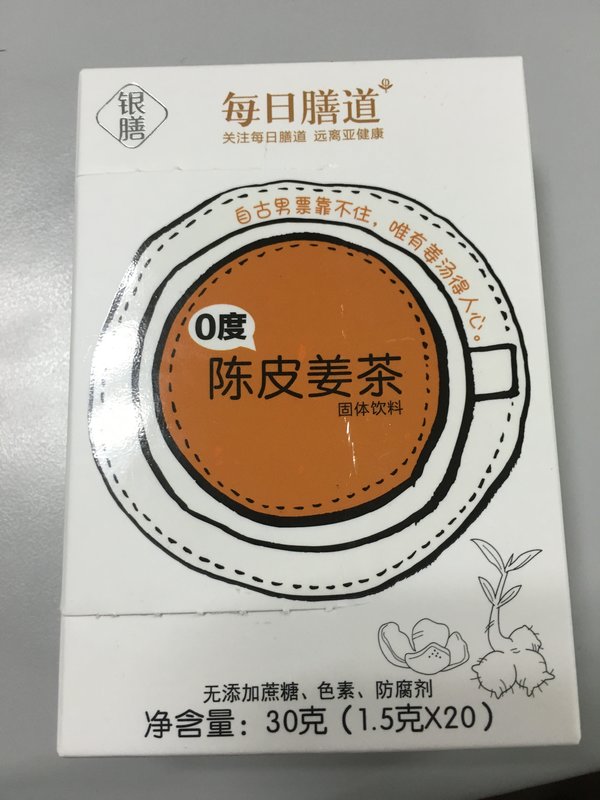 银
膳
每日膳道
关注每日膳道 远离亚健康
自古男票靠不住，唯有姜汤得人心。
0度
陈皮姜茶
固体饮料
无添加蔗糖、色素、防腐剂
净含量：30克（1.5克X20）